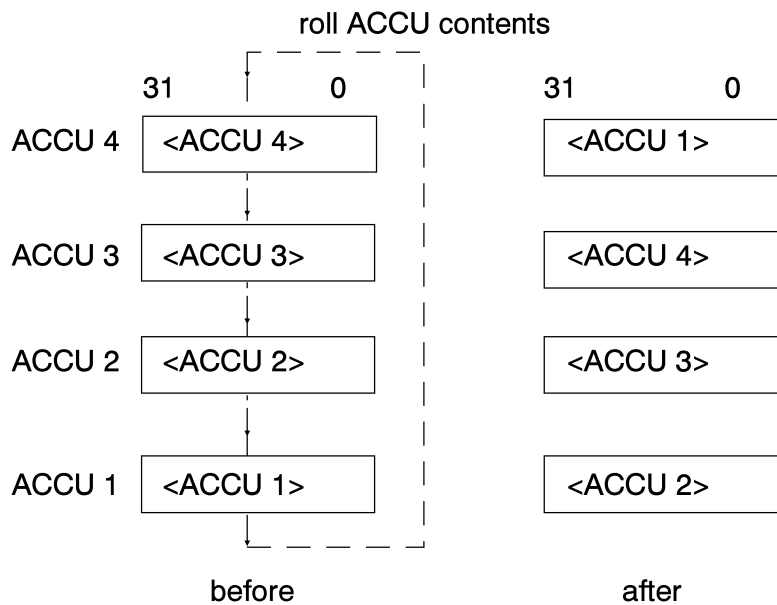 roll ACCU contents
31 0 31 0
ACCU 4 <ACCU 4> <ACCU 1>
ACCU 3 <ACCU 3> <ACCU 4>
ACCU 2 <ACCU 2> <ACCU 3>
ACCU 1 <ACCU 1> <ACCU 2>
before after